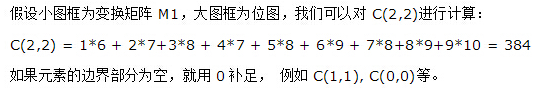 假设小图框为变换矩阵 M1，大图框为位图，我们可以对 C(2,2)进行计算：
C(2,2) = 1*6 + 2*7+3*8 + 4*7 + 5*8 + 6*9 + 7*8+8*9+9*10 = 384
如果元素的边界部分为空，就用 0 补足， 例如 C(1,1), C(0,0)等。